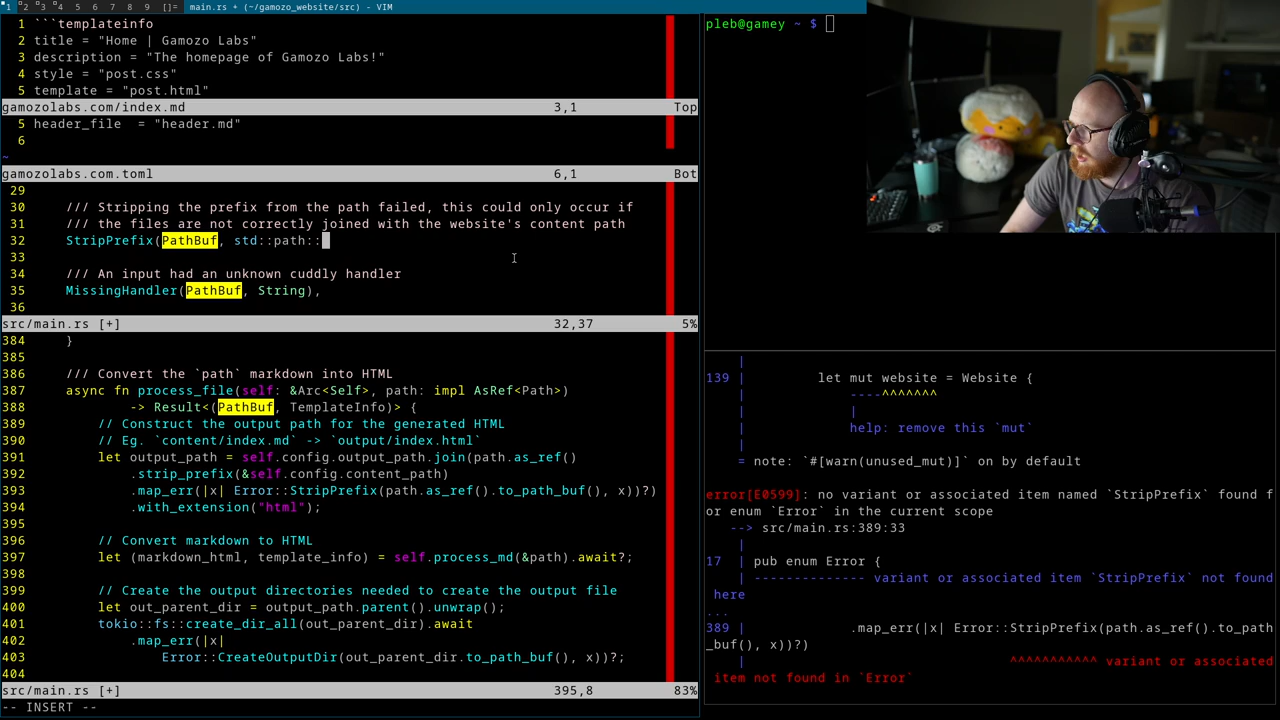 1 2 3 4 5 6 7 8 9 []= main.rs + (~/gamozo_website/src) - VIM
1 ```templateinfo
2 title = "Home | Gamozo Labs"
3 description = "The homepage of Gamozo Labs!"
4 style = "post.css"
5 template = "post.html"
gamozolabs.com/index.md 3,1 Top
5 header_file  = "header.md"
6
~
gamozolabs.com.toml 6,1 Bot
29
30 /// Stripping the prefix from the path failed, this could only occur if
31 /// the files are not correctly joined with the website's content path
32 StripPrefix(PathBuf, std::path::
33
34 /// An input had an unknown cuddly handler
35 MissingHandler(PathBuf, String),
36
src/main.rs [+] 32,37 5%
384 }
385
386 /// Convert the `path` markdown into HTML
387 async fn process_file(self: &Arc<Self>, path: impl AsRef<Path>)
388 -> Result<(PathBuf, TemplateInfo)> {
389 // Construct the output path for the generated HTML
390 // Eg. `content/index.md` -> `output/index.html`
391 let output_path = self.config.output_path.join(path.as_ref()
392 .strip_prefix(&self.config.content_path)
393 .map_err(|x| Error::StripPrefix(path.as_ref().to_path_buf(), x))?)
394 .with_extension("html");
395
396 // Convert markdown to HTML
397 let (markdown_html, template_info) = self.process_md(&path).await?;
398
399 // Create the output directories needed to create the output file
400 let out_parent_dir = output_path.parent().unwrap();
401 tokio::fs::create_dir_all(out_parent_dir).await
402 .map_err(|x|
403 Error::CreateOutputDir(out_parent_dir.to_path_buf(), x))?;
404
src/main.rs [+] 395,8 83%
-- INSERT --
pleb@gamey ~ $
|
139 | let mut website = Website {
| ----^^^^^^^
| |
| help: remove this `mut`
|
= note: `#[warn(unused_mut)]` on by default
error[E0599]: no variant or associated item named `StripPrefix` found f
or enum `Error` in the current scope
--> src/main.rs:389:33
|
17 | pub enum Error {
| -------------- variant or associated item `StripPrefix` not found
here
...
389 | .map_err(|x| Error::StripPrefix(path.as_ref().to_path
_buf(), x))?)
| ^^^^^^^^^^^ variant or associated
item not found in `Error`